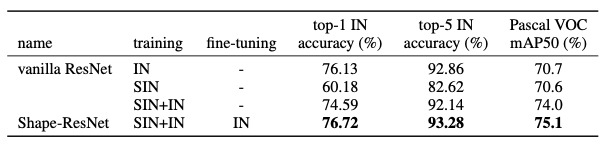 top-1 IN top-5 IN Pascal VOC
name training fine-tuning accuracy (%) accuracy (%) mAP50 (%)
vanilla ResNet IN - 76.13 92.86 70.7
SIN - 60.18 82.62 70.6
SIN+IN - 74.59 92.14 74.0
Shape-ResNet SIN+IN IN 76.72 93.28 75.1